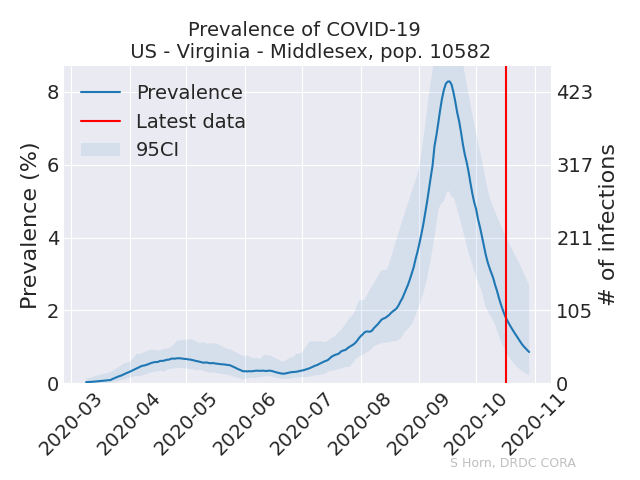 Prevalence of COVID-19
US - Virginia - Middlesex, pop. 10582
Prevalence
Latest data
95CI
Prevalence (%)
8
6
4
2
0
423
317
211
105
0
# of infections
2020-03
2020-04
2020-05
2020-06
2020-07
2020-08
2020-09
2020-10
2020-11
S Horn, DRDC CORA